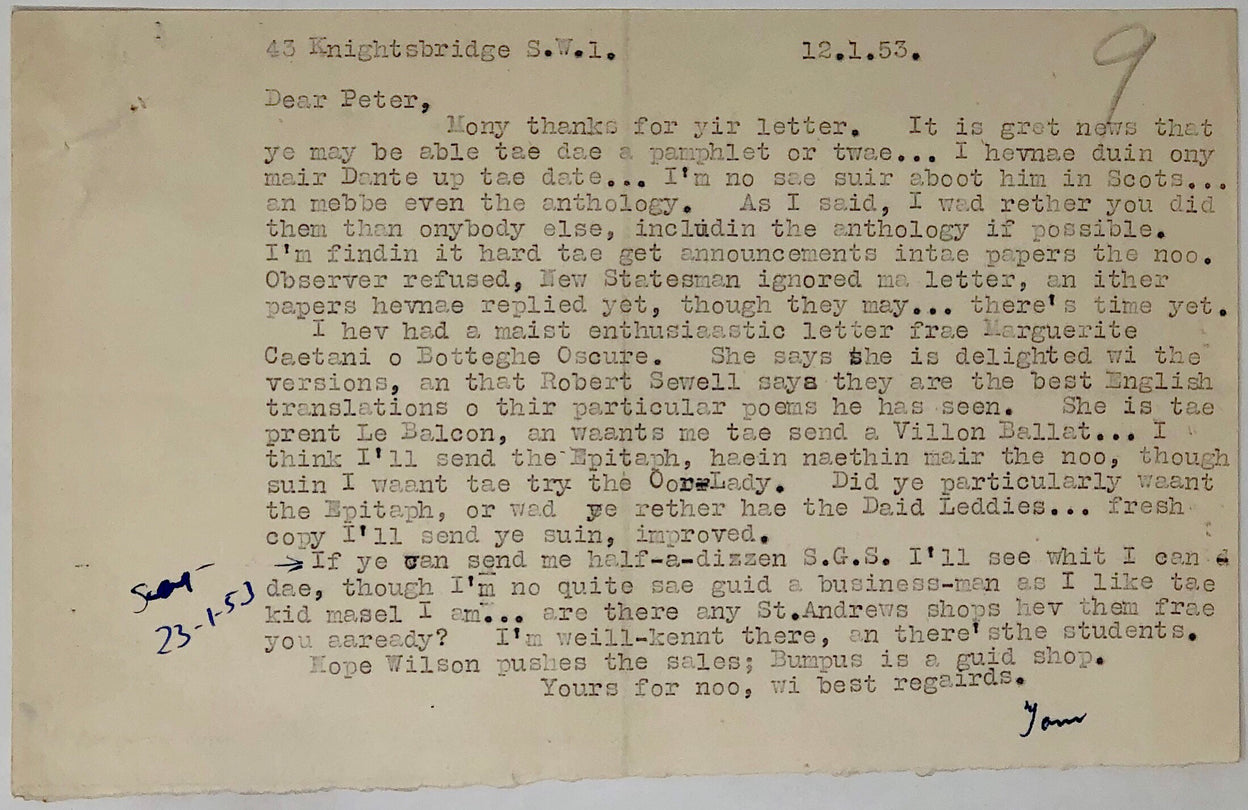 43 Knightsbridge S.W.1. 12.1.53. 9
Dear Peter,
Mony thanks for yir letter. It is gret news that
ye may be able tae dae a pamphlet or twae... I hevnae duin ony
mair Dante up tae date... I'm no sae suir aboot him in Scots...
an mebbe even the anthology. As I said, I wad rether you did
them than onybody else, includin the anthology if possible.
I'm findin it hard tae get announcements intae papers the noo.
Observer refused, New Statesman ignored ma letter, an ither
papers hevnae replied yet, though they may... there's time yet.
I hev had a maist enthusiaastic letter frae Marguerite
Caetani o Botteghe Oscure. She says she is delighted wi the
versions, an that Robert Sewell says they are the best English
translations o thir particular poems he has seen. She is tae
prent Le Balcon, an waants me tae send a Villon Ballat... I
think I'll send the Epitaph, haein naethin mair the noo, though
suin I waant tae try the Oor Lady. Did ye particularly waant
the Epitaph, or wad ye rether hae the Daid Leddies... fresh
copy I'll send ye suin, improved.
→ If ye can send me half-a-dizzen S.G.S. I'll see whit I can
dae, though I'm no quite sae guid a business-man as I like tae
kid masel I am... are there any St.Andrews shops hev them frae
you aaready? I'm weill-kennt there, an there'sthe students.
Hope Wilson pushes the sales; Bumpus is a guid shop.
Yours for noo, wi best regairds.
Tom
23-1-53